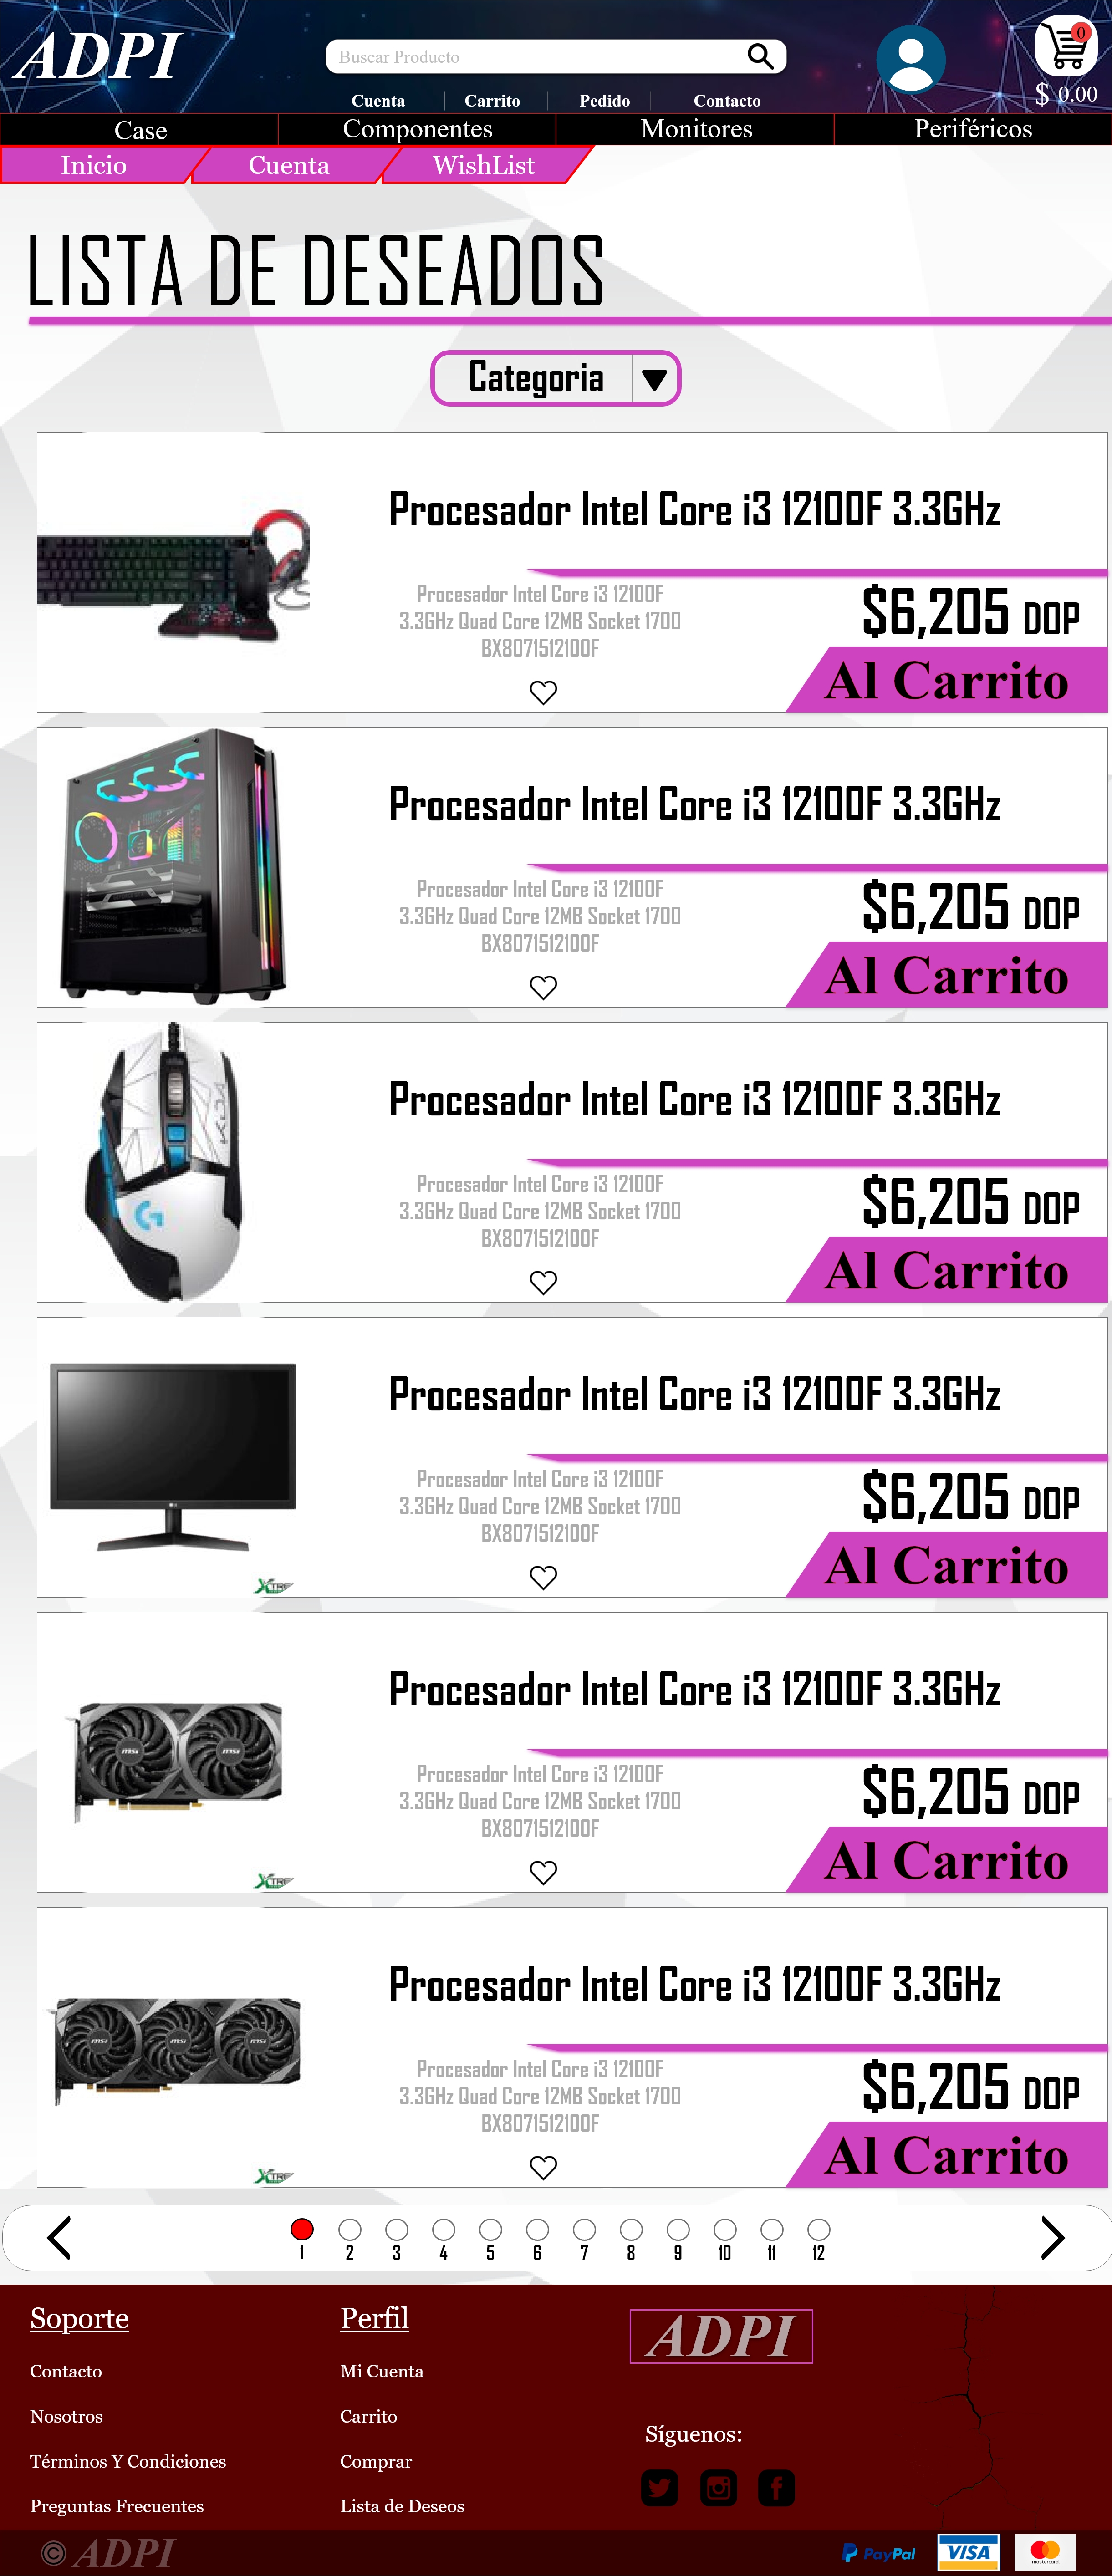 ADPI
Buscar Producto
0
$ 0.00
Cuenta
Carrito
Pedido
Contacto
Case
Componentes
Monitores
Periféricos
Inicio
Cuenta
WishList
LISTA DE DESEADOS
Categoria
Procesador Intel Core i3 12100F 3.3GHz
Procesador Intel Core i3 12100F
3.3GHz Quad Core 12MB Socket 1700
BX8071512100F
$6,205 DOP
Al Carrito
Procesador Intel Core i3 12100F 3.3GHz
Procesador Intel Core i3 12100F
3.3GHz Quad Core 12MB Socket 1700
BX8071512100F
$6,205 DOP
Al Carrito
G
Procesador Intel Core i3 12100F 3.3GHz
Procesador Intel Core i3 12100F
3.3GHz Quad Core 12MB Socket 1700
BX8071512100F
$6,205 DOP
Al Carrito
XTRE
Procesador Intel Core i3 12100F 3.3GHz
Procesador Intel Core i3 12100F
3.3GHz Quad Core 12MB Socket 1700
BX8071512100F
$6,205 DOP
Al Carrito
msi
msi
XTRE
Procesador Intel Core i3 12100F 3.3GHz
Procesador Intel Core i3 12100F
3.3GHz Quad Core 12MB Socket 1700
BX8071512100F
$6,205 DOP
Al Carrito
msi
msi
msi
XTRE
Procesador Intel Core i3 12100F 3.3GHz
Procesador Intel Core i3 12100F
3.3GHz Quad Core 12MB Socket 1700
BX8071512100F
$6,205 DOP
Al Carrito
1 2 3 4 5 6 7 8 9 10 11 12
Soporte
Contacto
Nosotros
Términos Y Condiciones
Preguntas Frecuentes
Perfil
Mi Cuenta
Carrito
Comprar
Lista de Deseos
ADPI
Síguenos:
© ADPI
PayPal
VISA
mastercard